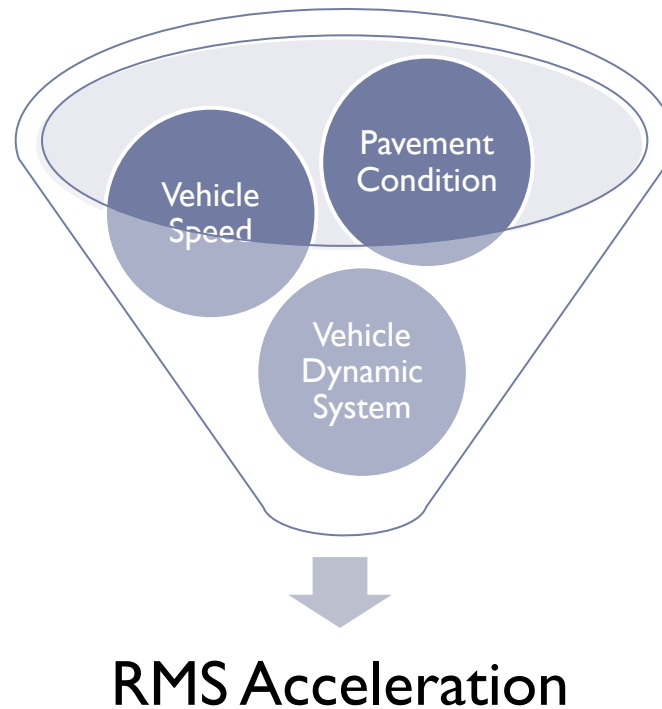 Pavement
Condition
Vehicle
Speed
Vehicle
Dynamic
System
RMS Acceleration